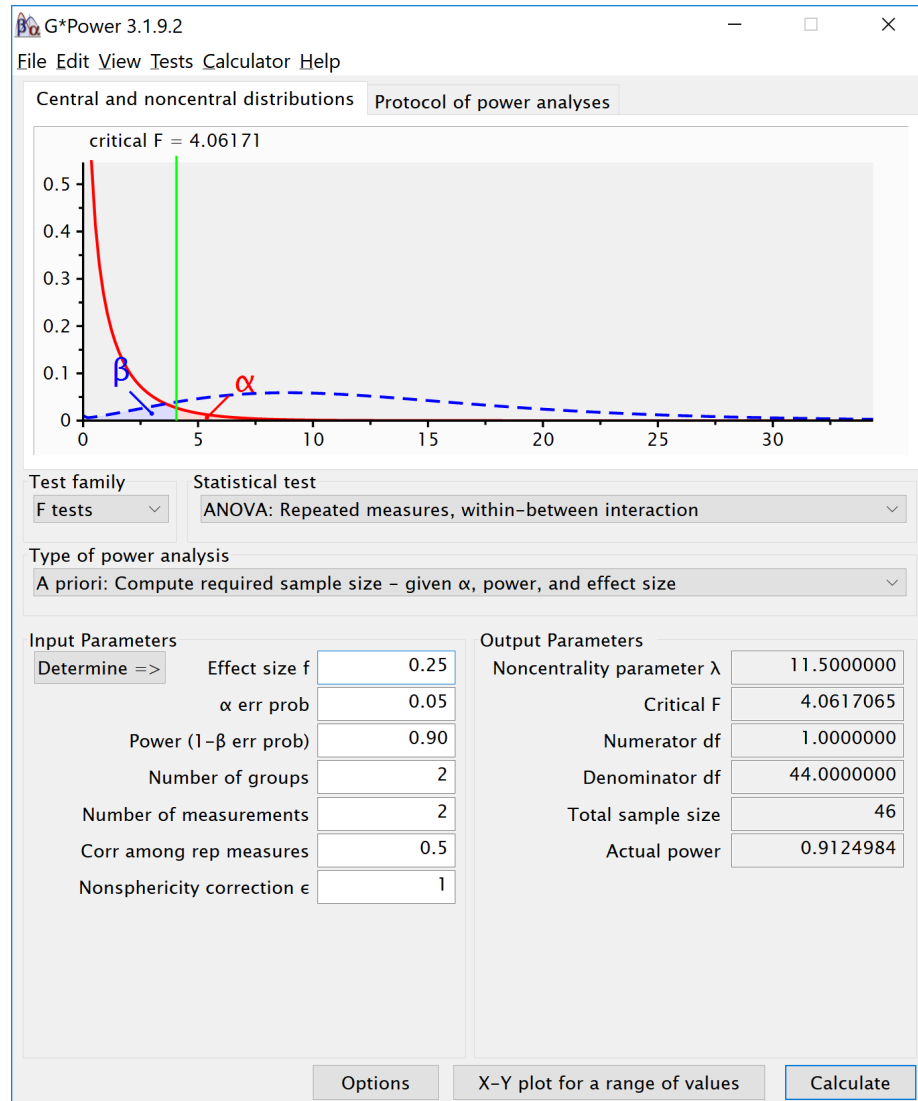 G*Power 3.1.9.2
File Edit View Tests Calculator Help
Central and noncentral distributions Protocol of power analyses
critical F = 4.06171
0.5
0.4
0.3
0.2
0.1
0
β
α
0 5 10 15 20 25 30
Test family Statistical test
F tests ANOVA: Repeated measures, within-between interaction
Type of power analysis
A priori: Compute required sample size - given α, power, and effect size
Input Parameters Output Parameters
Determine => Effect size f 0.25 Noncentrality parameter λ 11.5000000
α err prob 0.05 Critical F 4.0617065
Power (1-β err prob) 0.90 Numerator df 1.0000000
Number of groups 2 Denominator df 44.0000000
Number of measurements 2 Total sample size 46
Corr among rep measures 0.5 Actual power 0.9124984
Nonsphericity correction ϵ 1
Options X-Y plot for a range of values Calculate